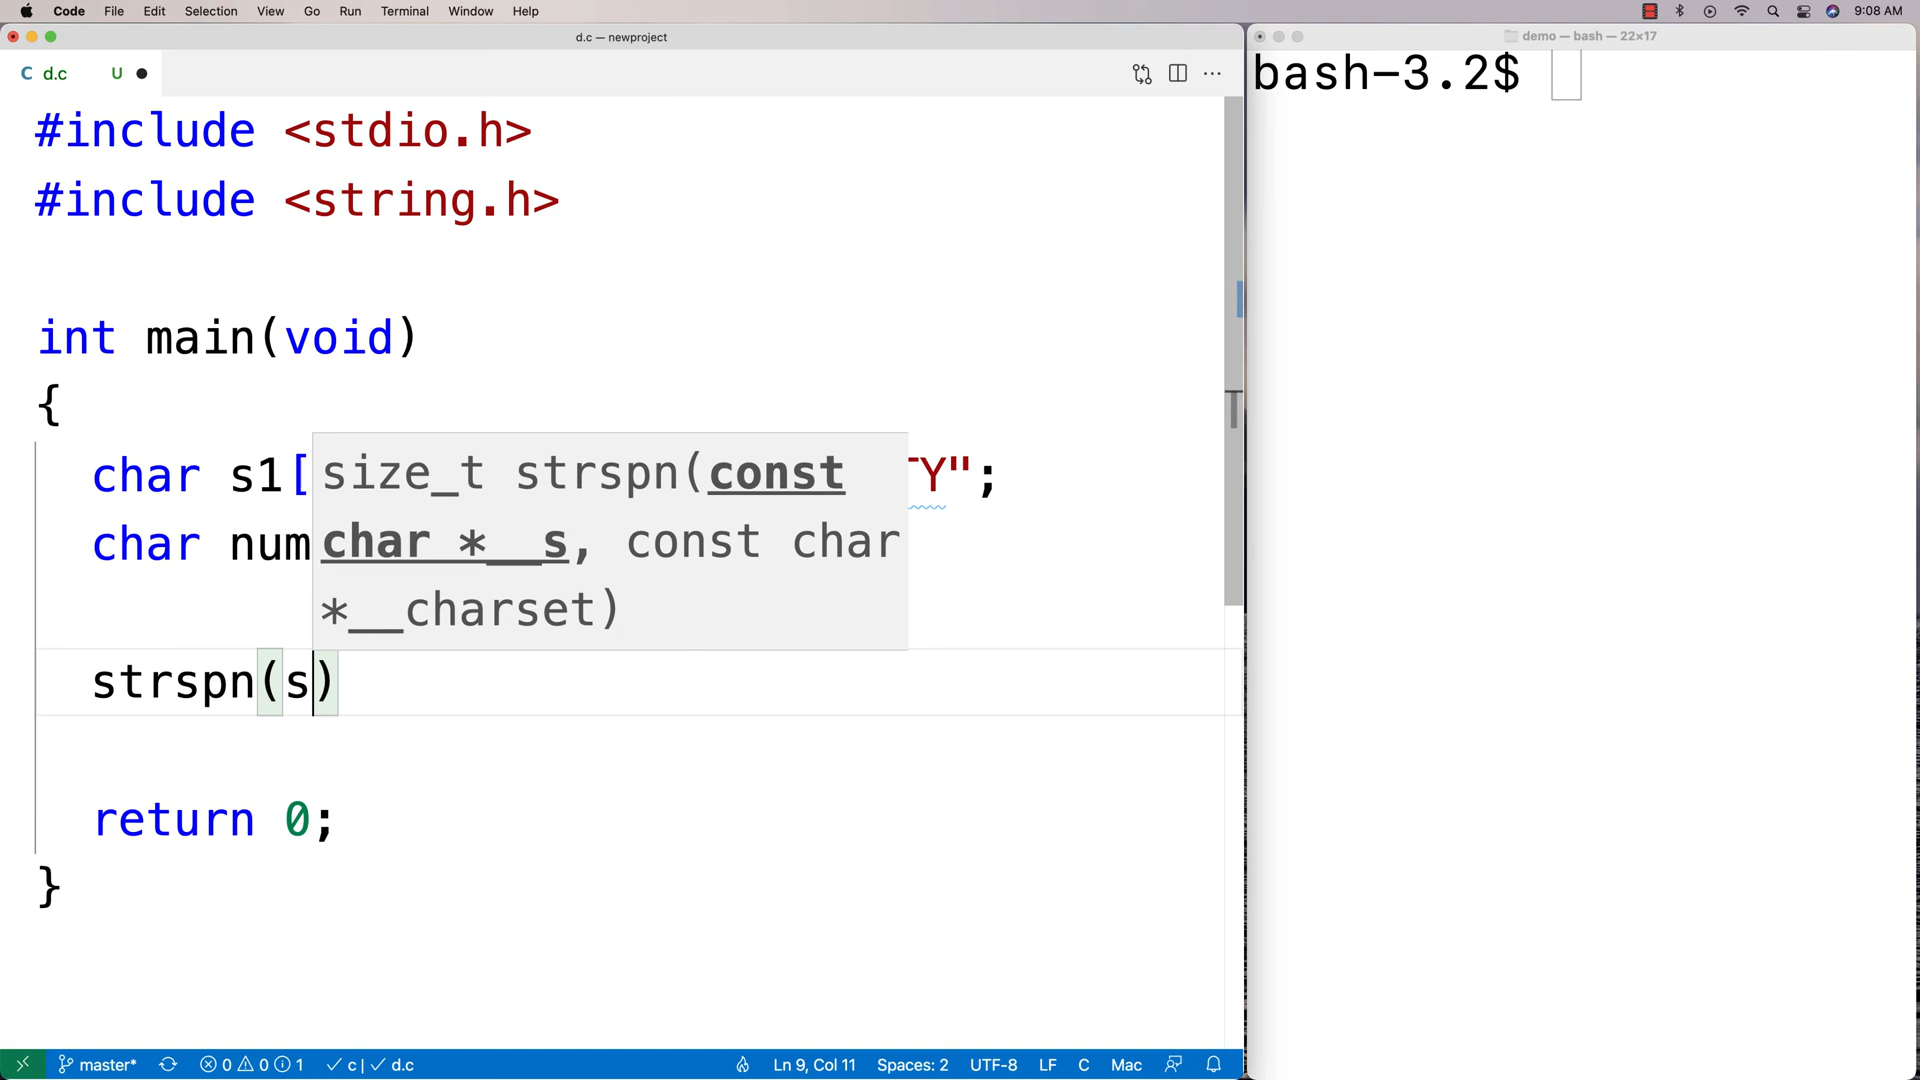 Code File Edit Selection View Go Run Terminal Window Help 9:08 AM
d.c — newproject
demo — bash — 22×17
C d.c U
bash-3.2$
#include <stdio.h>
#include <string.h>
int main(void)
{
char s1[ Y";
char num
size_t strspn(const
char *__s, const char
*__charset)
strspn(s)
return 0;
}
master* 0 0 1 c | d.c Ln 9, Col 11 Spaces: 2 UTF-8 LF C Mac